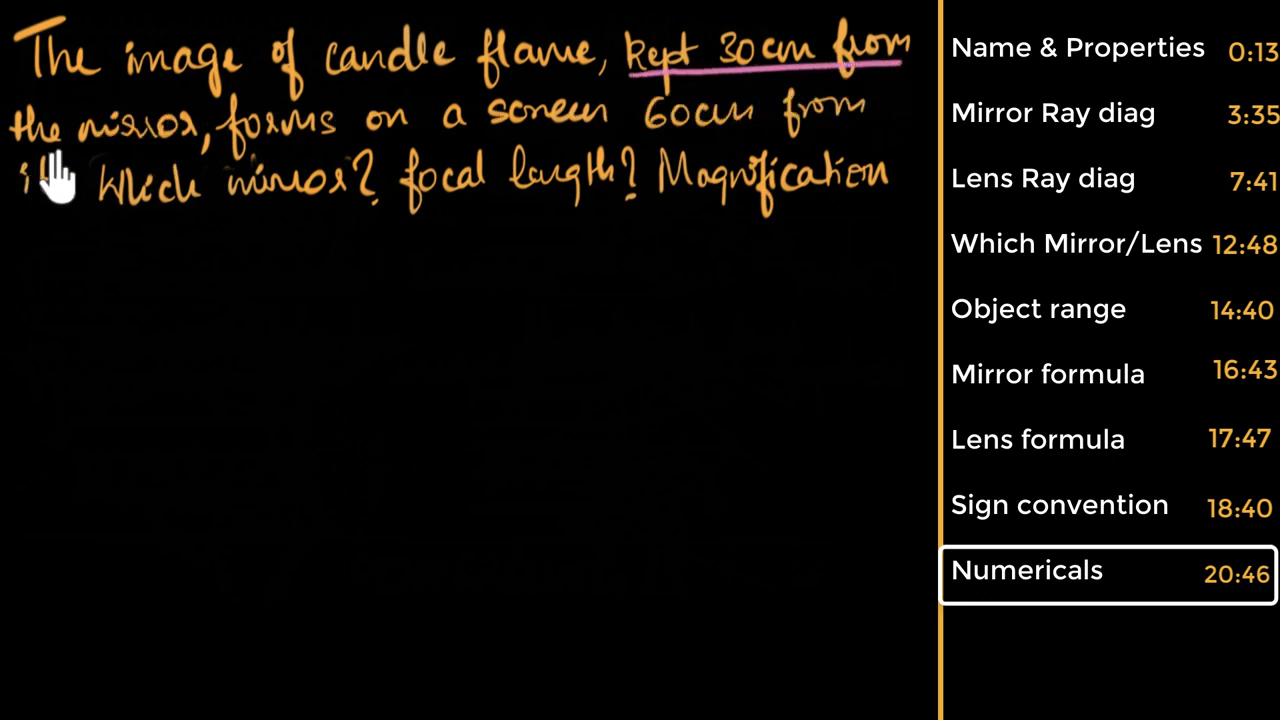 The image of candle flame, kept 30cm from
the mirror, forms on a screen 60cm from
Which mirror? focal length? Magnification
Name & Properties 0:13
Mirror Ray diag 3:35
Lens Ray diag 7:41
Which Mirror/Lens 12:48
Object range 14:40
Mirror formula 16:43
Lens formula 17:47
Sign convention 18:40
Numericals 20:46